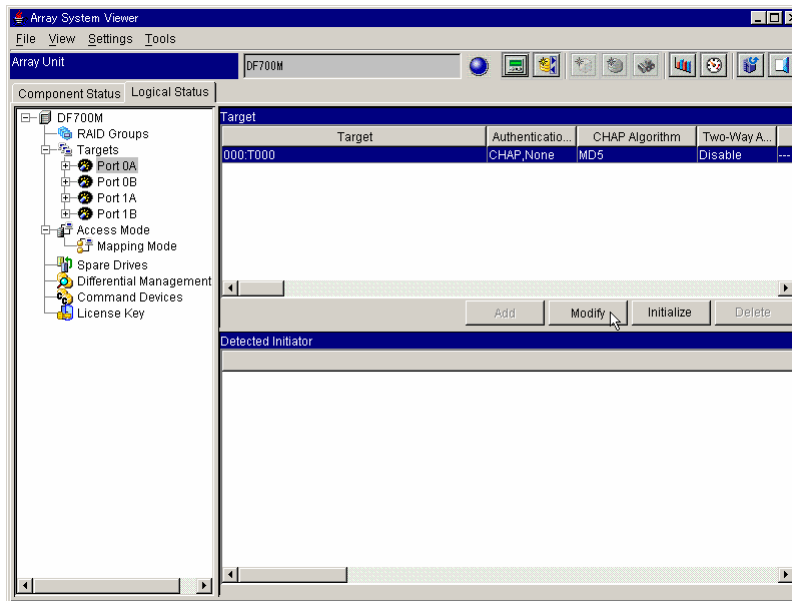 Array System Viewer
File View Settings Tools
Array Unit DF700M
Component Status Logical Status
DF700M
RAID Groups
Targets
Port 0A
Port 0B
Port 1A
Port 1B
Access Mode
Mapping Mode
Spare Drives
Differential Management
Command Devices
License Key
Target
Target Authenticatio... CHAP Algorithm Two-Way A...
000:T000 CHAP,None MD5 Disable ---
Add Modify Initialize Delete
Detected Initiator